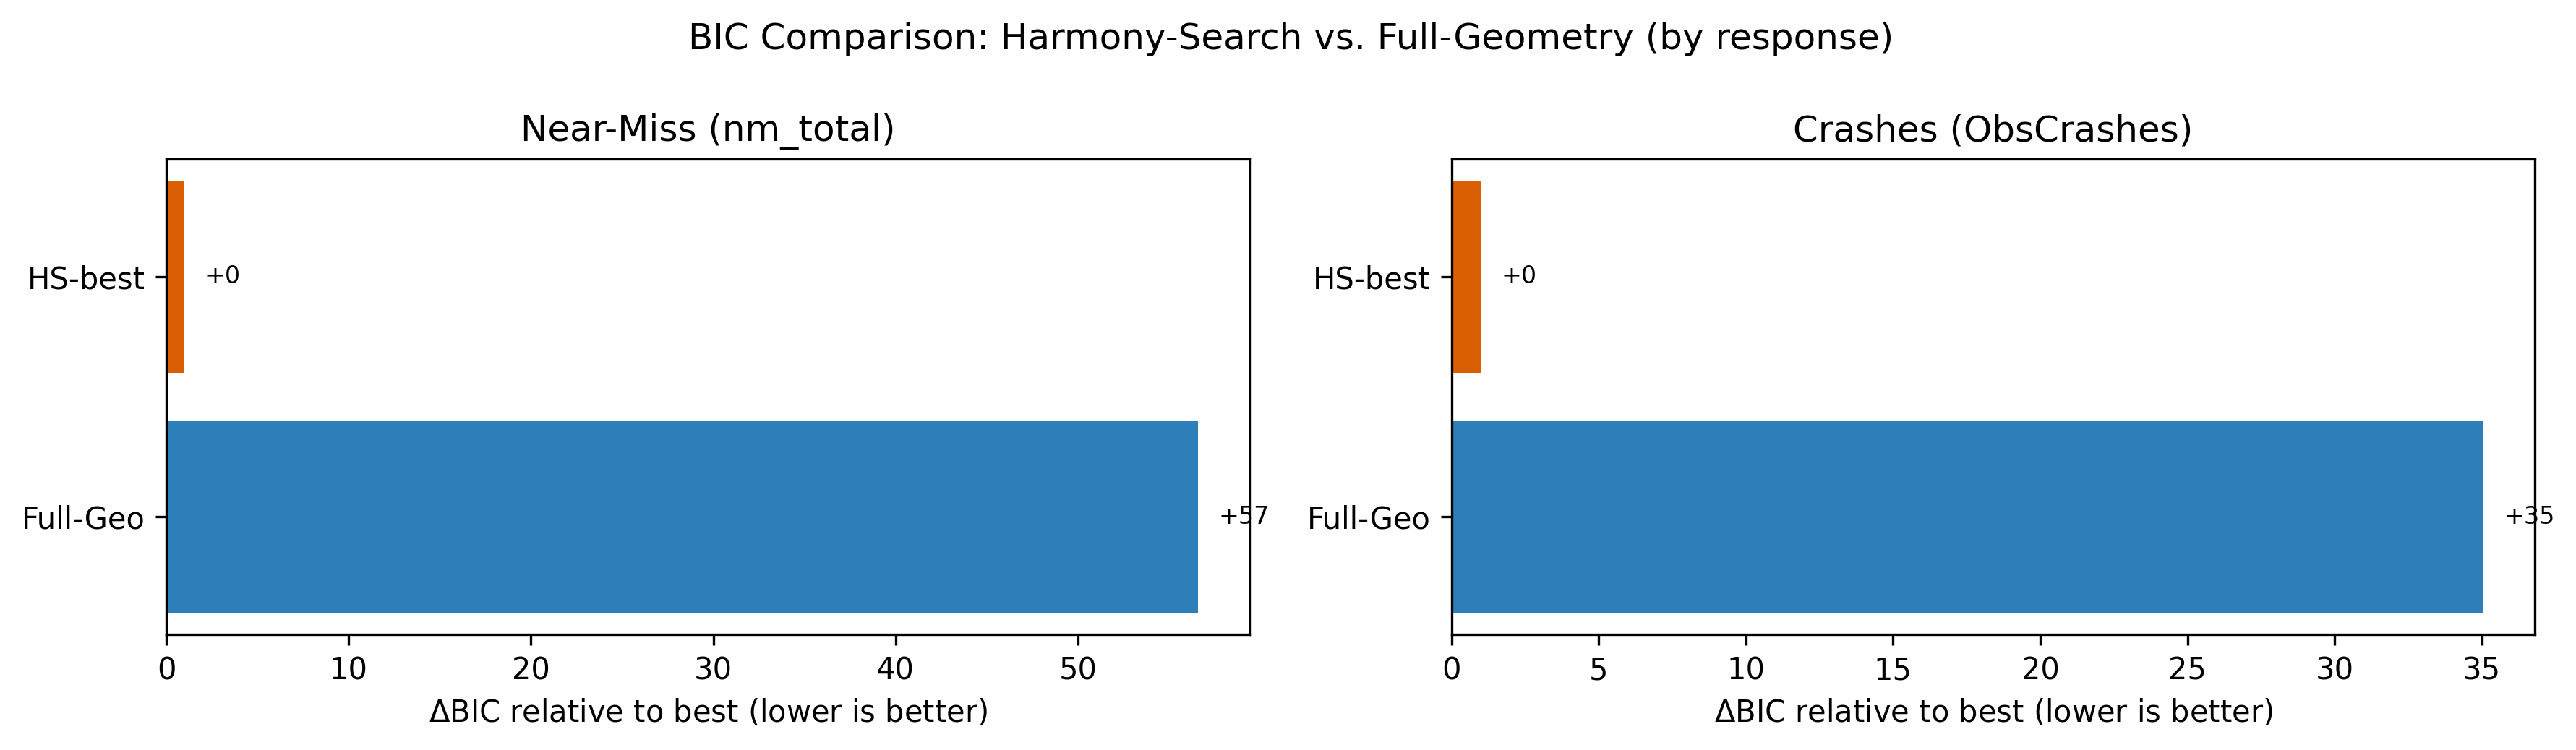 BIC Comparison: Harmony-Search vs. Full-Geometry (by response)
Near-Miss (nm_total)
HS-best
+0
Full-Geo
+57
0 10 20 30 40 50
ΔBIC relative to best (lower is better)
Crashes (ObsCrashes)
HS-best
+0
Full-Geo
+35
0 5 10 15 20 25 30 35
ΔBIC relative to best (lower is better)